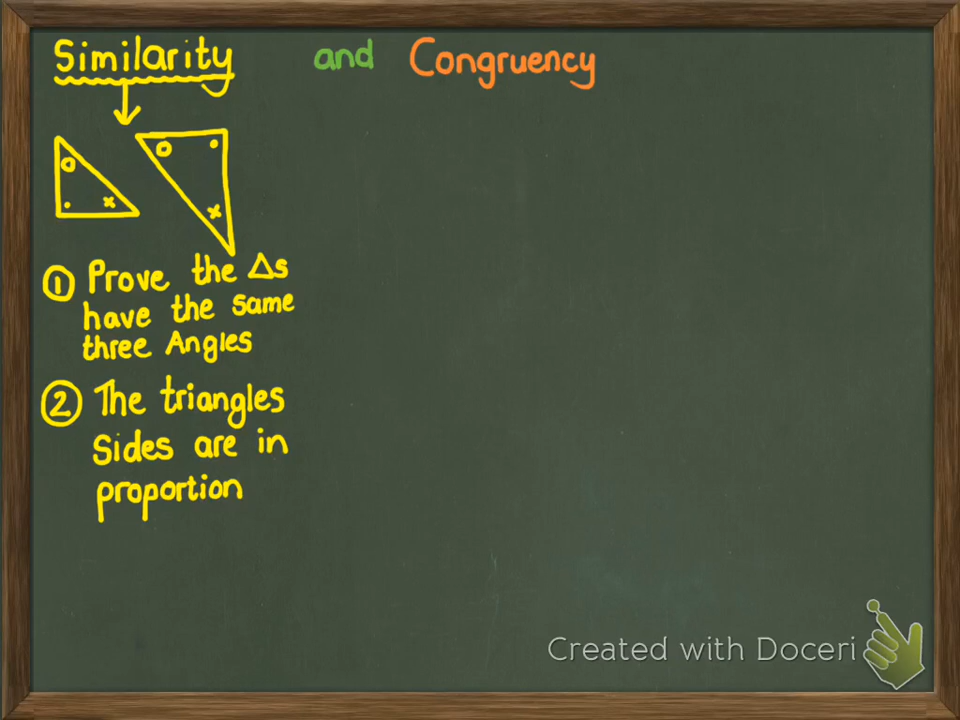 Similarity and Congruency
① Prove the Δs
have the same
three Angles
② The triangles
Sides are in
proportion
Created with Doceri